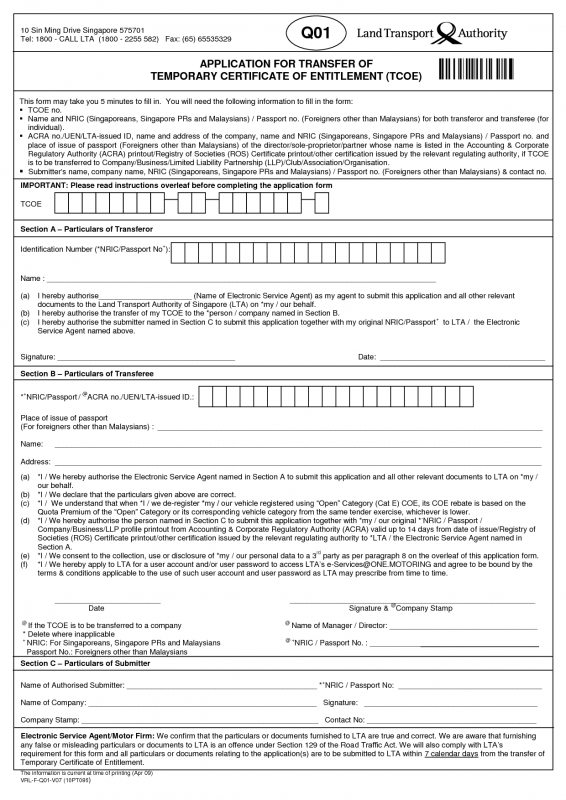 10 Sin Ming Drive Singapore 575701
Tel: 1800 - CALL LTA (1800 - 2255 582) Fax: (65) 65535329
Q01
Land Transport Authority
APPLICATION FOR TRANSFER OF
TEMPORARY CERTIFICATE OF ENTITLEMENT (TCOE)
This form may take you 5 minutes to fill in. You will need the following information to fill in the form:
▪ TCOE no.
▪ Name and NRIC (Singaporeans, Singapore PRs and Malaysians) / Passport no. (Foreigners other than Malaysians) for both transferor and transferee (for
individual).
▪ ACRA no./UEN/LTA-issued ID, name and address of the company, name and NRIC (Singaporeans, Singapore PRs and Malaysians) / Passport no. and
place of issue of passport (Foreigners other than Malaysians) of the director/sole-proprietor/partner whose name is listed in the Accounting & Corporate
Regulatory Authority (ACRA) printout/Registry of Societies (ROS) Certificate printout/other certification issued by the relevant regulating authority, if TCOE
is to be transferred to Company/Business/Limited Liability Partnership (LLP)/Club/Association/Organisation.
▪ Submitter's name, company name, NRIC (Singaporeans, Singapore PRs and Malaysians) / Passport no. (Foreigners other than Malaysians) & contact no.
IMPORTANT: Please read instructions overleaf before completing the application form
TCOE
Section A – Particulars of Transferor
Identification Number (*NRIC/Passport No+):
Name :
(a) I hereby authorise (Name of Electronic Service Agent) as my agent to submit this application and all other relevant
documents to the Land Transport Authority of Singapore (LTA) on *my / our behalf.
(b) I hereby authorise the transfer of my TCOE to the *person / company named in Section B.
(c) I hereby authorise the submitter named in Section C to submit this application together with my original NRIC/Passport+ to LTA / the Electronic
Service Agent named above.
Signature: Date:
Section B – Particulars of Transferee
*+NRIC/Passport / @ACRA no./UEN/LTA-issued ID.:
Place of issue of passport
(For foreigners other than Malaysians) :
Name:
Address:
(a) *I / We hereby authorise the Electronic Service Agent named in Section A to submit this application and all other relevant documents to LTA on *my /
our behalf.
(b) *I / We declare that the particulars given above are correct.
(c) *I / We understand that when *I / we de-register *my / our vehicle registered using "Open" Category (Cat E) COE, its COE rebate is based on the
Quota Premium of the "Open" Category or its corresponding vehicle category from the same tender exercise, whichever is lower.
(d) *I / We hereby authorise the person named in Section C to submit this application together with *my / our original *+NRIC / Passport /
Company/Business/LLP profile printout from Accounting & Corporate Regulatory Authority (ACRA) valid up to 14 days from date of issue/Registry of
Societies (ROS) Certificate printout/other certification issued by the relevant regulating authority to *LTA / the Electronic Service Agent named in
Section A.
(e) *I / We consent to the collection, use or disclosure of *my / our personal data to a 3rd party as per paragraph 8 on the overleaf of this application form.
(f) *I / We hereby apply to LTA for a user account and/or user password to access LTA's e-Services@ONE.MOTORING and agree to be bound by the
terms & conditions applicable to the use of such user account and user password as LTA may prescribe from time to time.
Date Signature & @Company Stamp
@ If the TCOE is to be transferred to a company @ Name of Manager / Director:
* Delete where inapplicable
+ NRIC: For Singaporeans, Singapore PRs and Malaysians @ +NRIC / Passport No. :
Passport No.: Foreigners other than Malaysians
Section C – Particulars of Submitter
Name of Authorised Submitter: *+NRIC / Passport No:
Name of Company: Signature:
Company Stamp: Contact No:
Electronic Service Agent/Motor Firm: We confirm that the particulars or documents furnished to LTA are true and correct. We are aware that furnishing
any false or misleading particulars or documents to LTA is an offence under Section 129 of the Road Traffic Act. We will also comply with LTA's
requirement for this form and all particulars or documents relating to the application(s) are to be submitted to LTA within 7 calendar days from the transfer of
Temporary Certificate of Entitlement.
The information is current at time of printing (Apr 09)
VRL-F-Q01-V07 (10PT095)